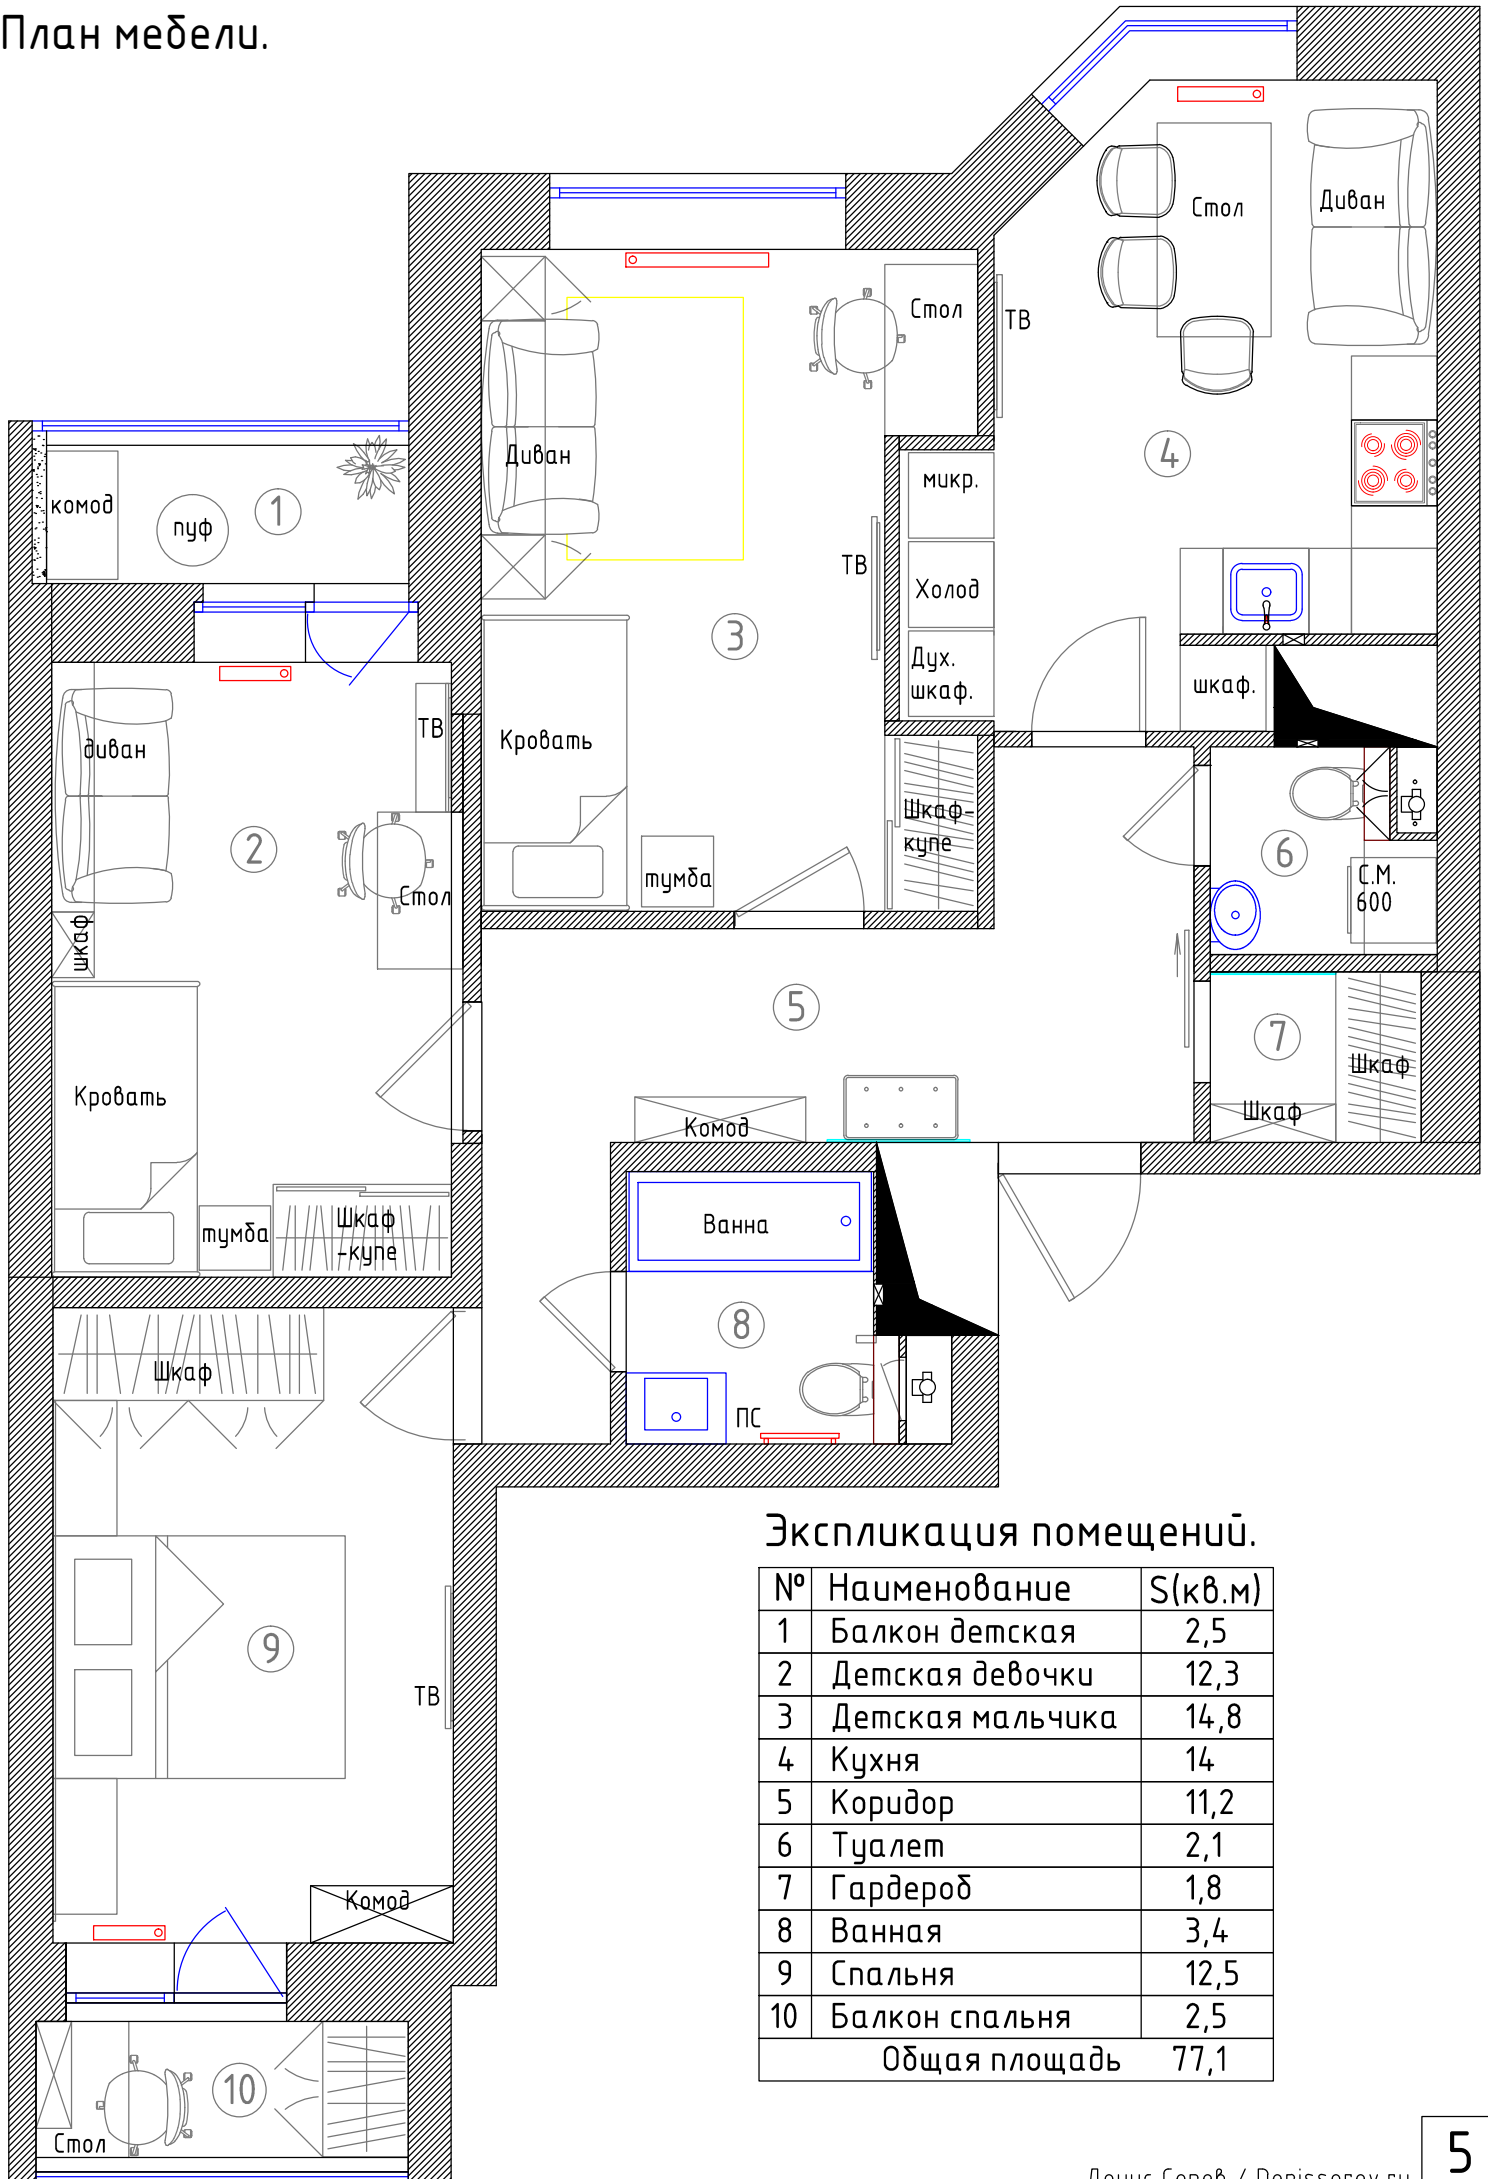 План мебели.
Стол
Диван
ТВ
Стол
Диван
микр.
4
комод
пуф
1
ТВ
Холод
3
Дух.
шкаф.
шкаф.
диван
ТВ
Кровать
Шкаф-
купе
тумба
2
Стол
шкаф
6
С.М.
600
5
7
Шкаф
Шкаф
Кровать
Комод
тумба
Шкаф
-купе
Ванна
8
Шкаф
ПС
9
ТВ
Комод
10
Стол
Экспликация помещений.
№ Наименование S(кв.м)
1 Балкон детская 2,5
2 Детская девочки 12,3
3 Детская мальчика 14,8
4 Кухня 14
5 Коридор 11,2
6 Туалет 2,1
7 Гардероб 1,8
8 Ванная 3,4
9 Спальня 12,5
10 Балкон спальня 2,5
Общая площадь 77,1
5